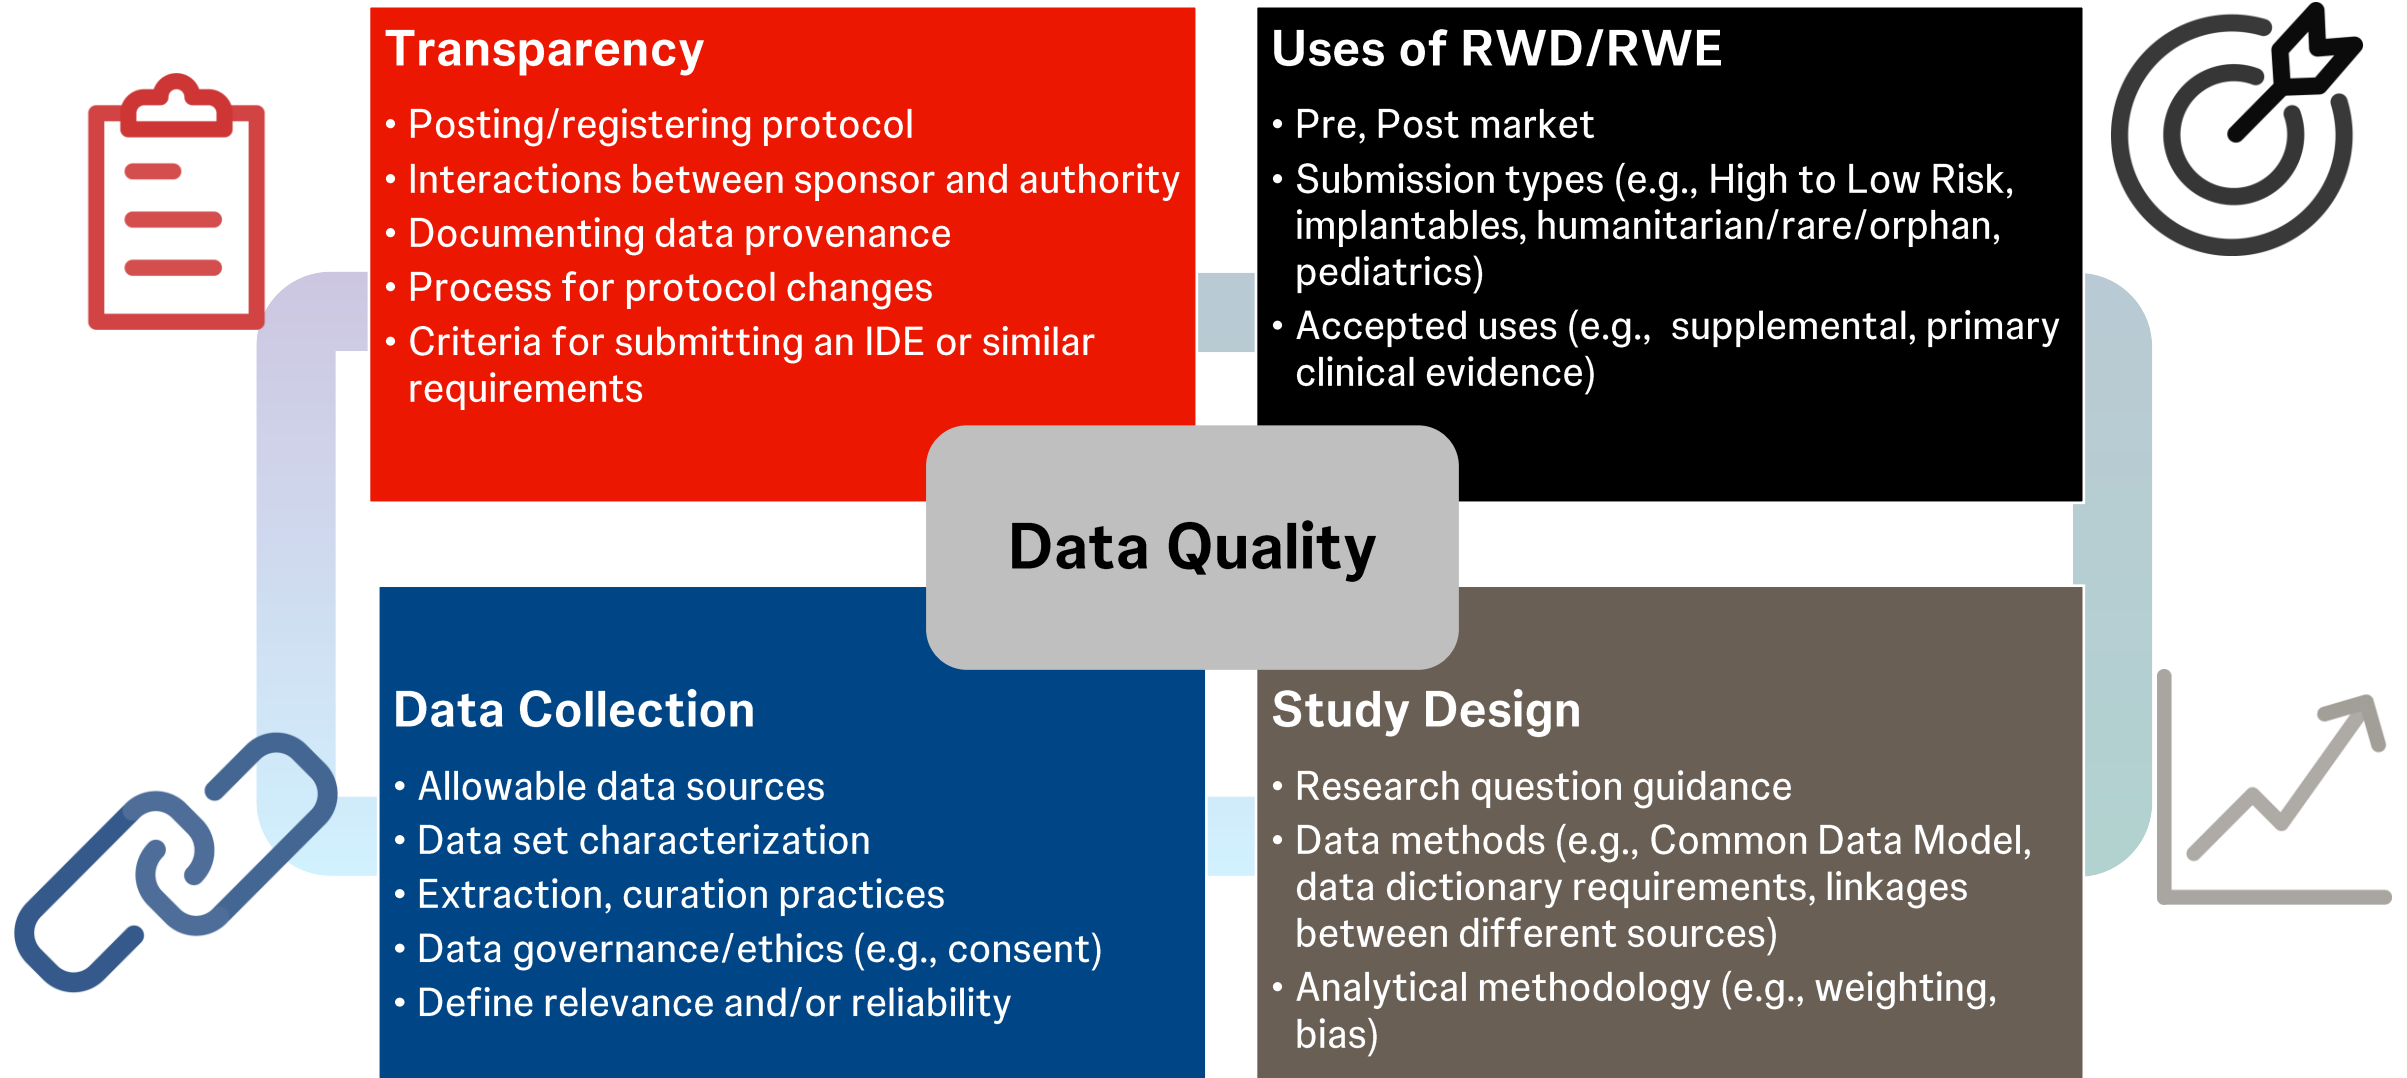 Transparency
• Posting/registering protocol
• Interactions between sponsor and authority
• Documenting data provenance
• Process for protocol changes
• Criteria for submitting an IDE or similar
requirements
Uses of RWD/RWE
• Pre, Post market
• Submission types (e.g., High to Low Risk,
implantables, humanitarian/rare/orphan,
pediatrics)
• Accepted uses (e.g.,  supplemental, primary
clinical evidence)
Data Quality
Data Collection
• Allowable data sources
• Data set characterization
• Extraction, curation practices
• Data governance/ethics (e.g., consent)
• Define relevance and/or reliability
Study Design
• Research question guidance
• Data methods (e.g., Common Data Model,
data dictionary requirements, linkages
between different sources)
• Analytical methodology (e.g., weighting,
bias)